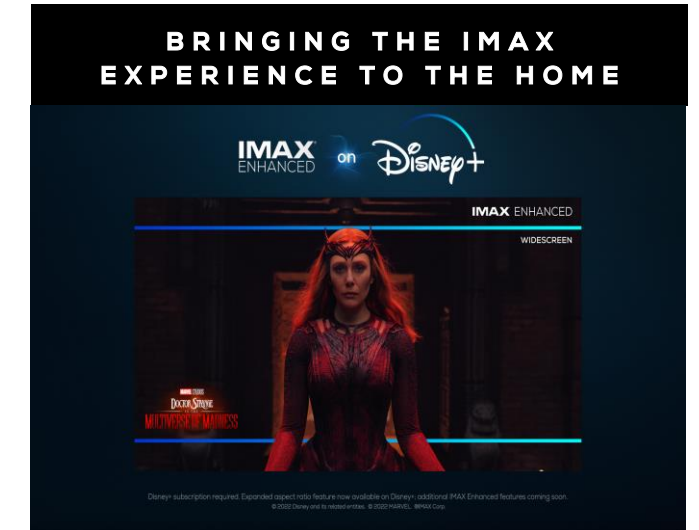 BRINGING THE IMAX
EXPERIENCE TO THE HOME
IMAX
ENHANCED
on
Disney+
IMAX ENHANCED
WIDESCREEN
MARVEL STUDIOS
DOCTOR STRANGE
MULTIVERSE OF MADNESS
Disney+ subscription required. Expanded aspect ratio feature now available on Disney+; additional IMAX Enhanced features coming soon.
© 2022 Disney and its related entities. © 2022 MARVEL. ®IMAX Corp.